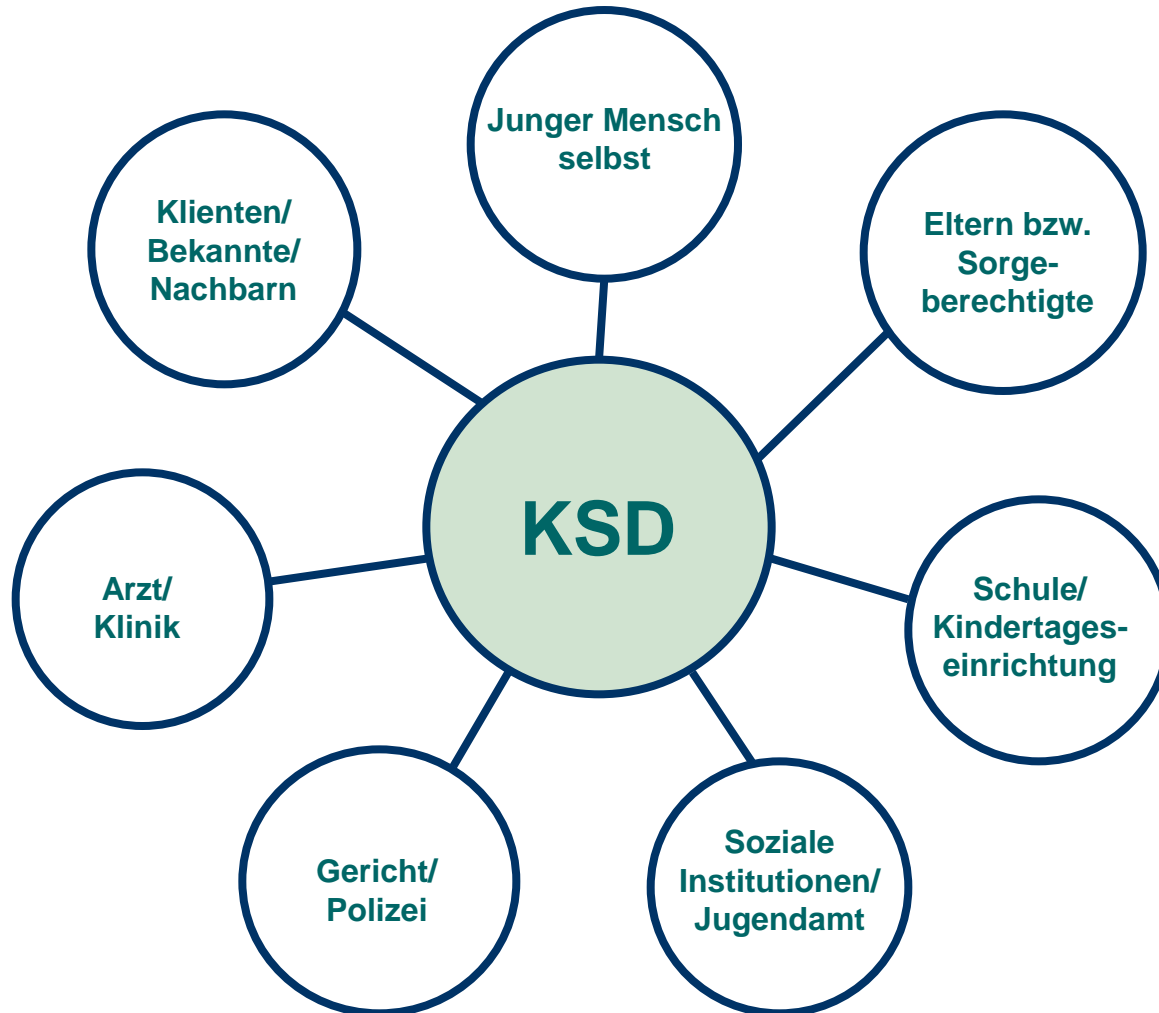 Junger Mensch
selbst
Klienten/
Bekannte/
Nachbarn
Eltern bzw.
Sorge-
berechtigte
KSD
Arzt/
Klinik
Schule/
Kindertages-
einrichtung
Gericht/
Polizei
Soziale
Institutionen/
Jugendamt